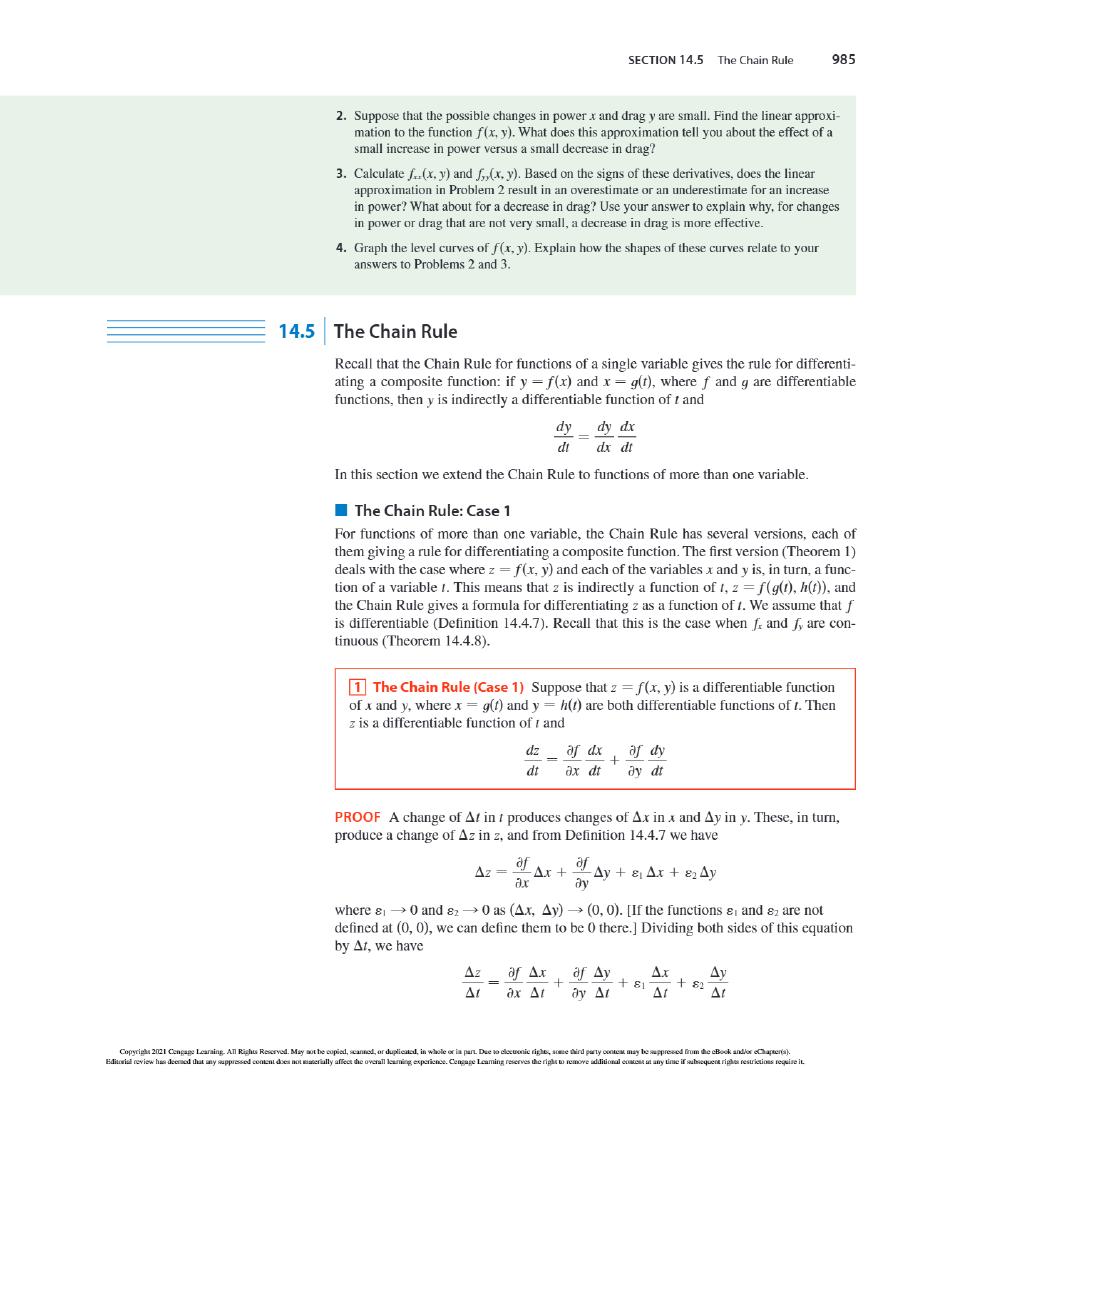 SECTION 14.5 The Chain Rule 985
2. Suppose that the possible changes in power x and drag y are small. Find the linear approxi-
mation to the function f(x, y). What does this approximation tell you about the effect of a
small increase in power versus a small decrease in drag?
3. Calculate fₓₓ(x, y) and f_yy(x, y). Based on the signs of these derivatives, does the linear
approximation in Problem 2 result in an overestimate or an underestimate for an increase
in power? What about for a decrease in drag? Use your answer to explain why, for changes
in power or drag that are not very small, a decrease in drag is more effective.
4. Graph the level curves of f(x, y). Explain how the shapes of these curves relate to your
answers to Problems 2 and 3.
14.5 The Chain Rule
Recall that the Chain Rule for functions of a single variable gives the rule for differenti-
ating a composite function: if y = f(x) and x = g(t), where f and g are differentiable
functions, then y is indirectly a differentiable function of t and
dy/dt = dy/dx dx/dt
In this section we extend the Chain Rule to functions of more than one variable.
■ The Chain Rule: Case 1
For functions of more than one variable, the Chain Rule has several versions, each of
them giving a rule for differentiating a composite function. The first version (Theorem 1)
deals with the case where z = f(x, y) and each of the variables x and y is, in turn, a func-
tion of a variable t. This means that z is indirectly a function of t, z = f(g(t), h(t)), and
the Chain Rule gives a formula for differentiating z as a function of t. We assume that f
is differentiable (Definition 14.4.7). Recall that this is the case when fₓ and f_y are con-
tinuous (Theorem 14.4.8).
1 The Chain Rule (Case 1) Suppose that z = f(x, y) is a differentiable function
of x and y, where x = g(t) and y = h(t) are both differentiable functions of t. Then
z is a differentiable function of t and
dz/dt = ∂f/∂x dx/dt + ∂f/∂y dy/dt
PROOF A change of Δt in t produces changes of Δx in x and Δy in y. These, in turn,
produce a change of Δz in z, and from Definition 14.4.7 we have
Δz = ∂f/∂x Δx + ∂f/∂y Δy + ε₁ Δx + ε₂ Δy
where ε₁ → 0 and ε₂ → 0 as (Δx, Δy) → (0, 0). [If the functions ε₁ and ε₂ are not
defined at (0, 0), we can define them to be 0 there.] Dividing both sides of this equation
by Δt, we have
Δz/Δt = ∂f/∂x Δx/Δt + ∂f/∂y Δy/Δt + ε₁ Δx/Δt + ε₂ Δy/Δt
Copyright 2021 Cengage Learning. All Rights Reserved. May not be copied, scanned, or duplicated, in whole or in part. Due to electronic rights, some third party content may be suppressed from the eBook and/or eChapter(s).
Editorial review has deemed that any suppressed content does not materially affect the overall learning experience. Cengage Learning reserves the right to remove additional content at any time if subsequent rights restrictions require it.